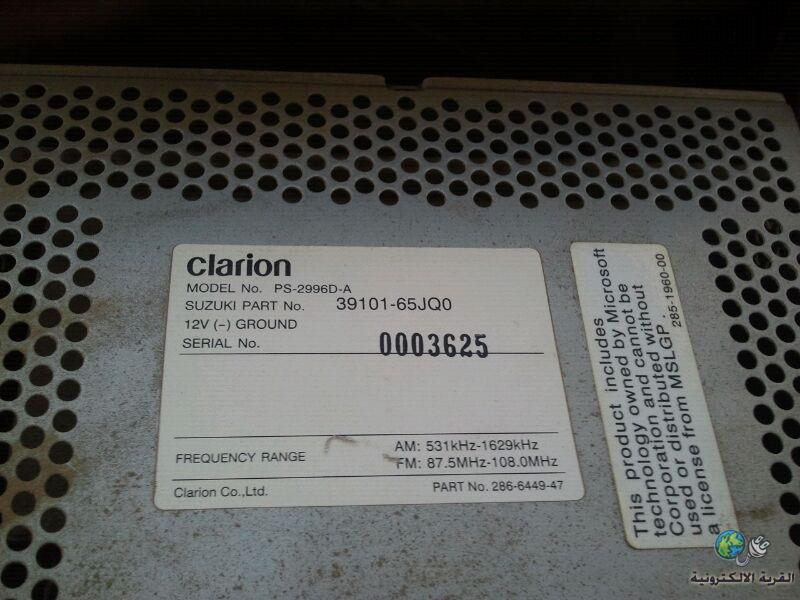 clarion
MODEL No. PS-2996D-A
SUZUKI PART No. 39101-65JQ0
12V (-) GROUND
SERIAL No. 0003625
FREQUENCY RANGE
AM: 531kHz-1629kHz
FM: 87.5MHz-108.0MHz
Clarion Co.,Ltd. PART No. 286-6449-47
This product includes
technology owned by Microsoft
Corporation and cannot be
used or distributed without
a license from MSLGP.
285-1960-00
القرية الالكترونية